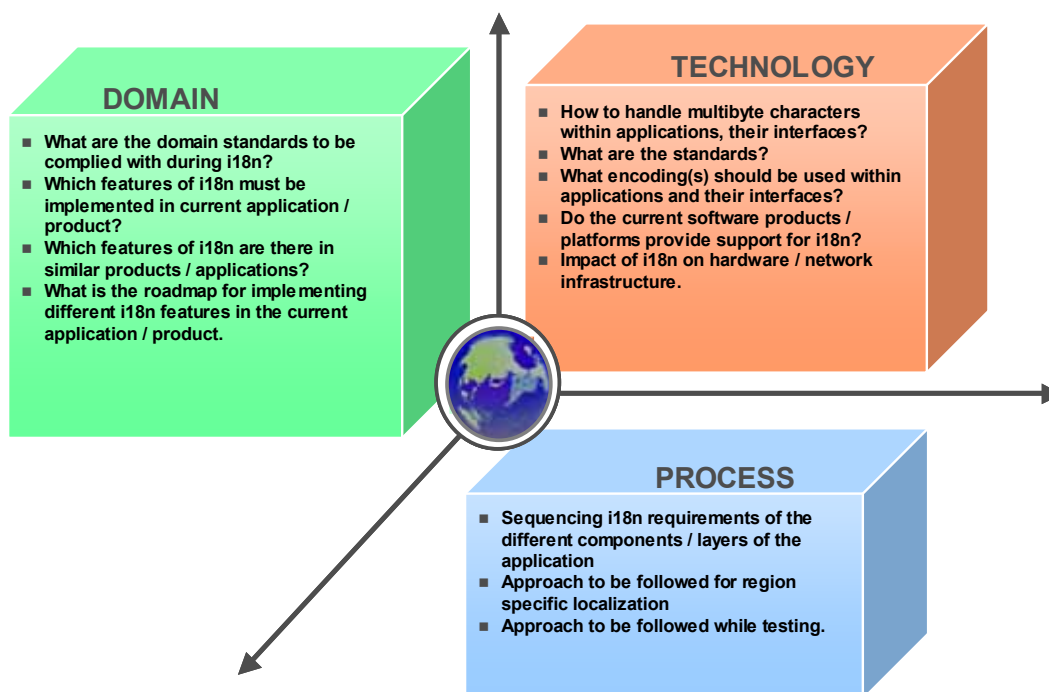 DOMAIN
■ What are the domain standards to be
complied with during i18n?
■ Which features of i18n must be
implemented in current application /
product?
■ Which features of i18n are there in
similar products / applications?
■ What is the roadmap for implementing
different i18n features in the current
application / product.
TECHNOLOGY
■ How to handle multibyte characters
within applications, their interfaces?
■ What are the standards?
■ What encoding(s) should be used within
applications and their interfaces?
■ Do the current software products /
platforms provide support for i18n?
■ Impact of i18n on hardware / network
infrastructure.
PROCESS
■ Sequencing i18n requirements of the
different components / layers of the
application
■ Approach to be followed for region
specific localization
■ Approach to be followed while testing.